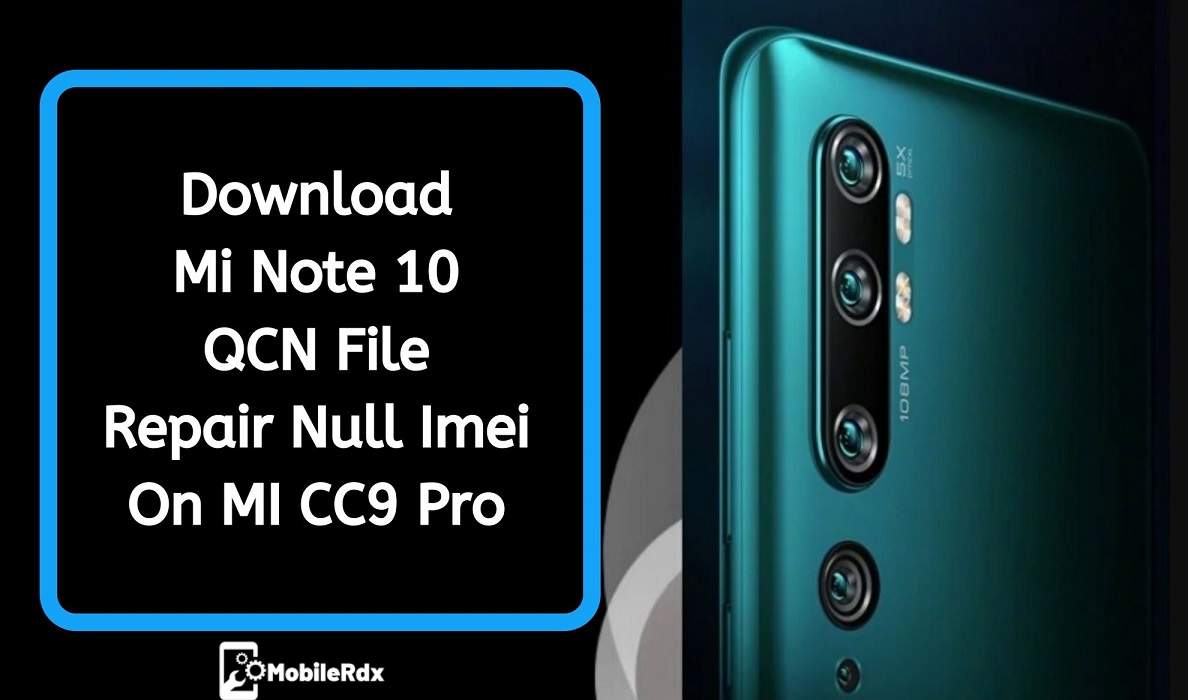 Download
Mi Note 10
QCN File
Repair Null Imei
On MI CC9 Pro
MobileRdx
5X
108MP